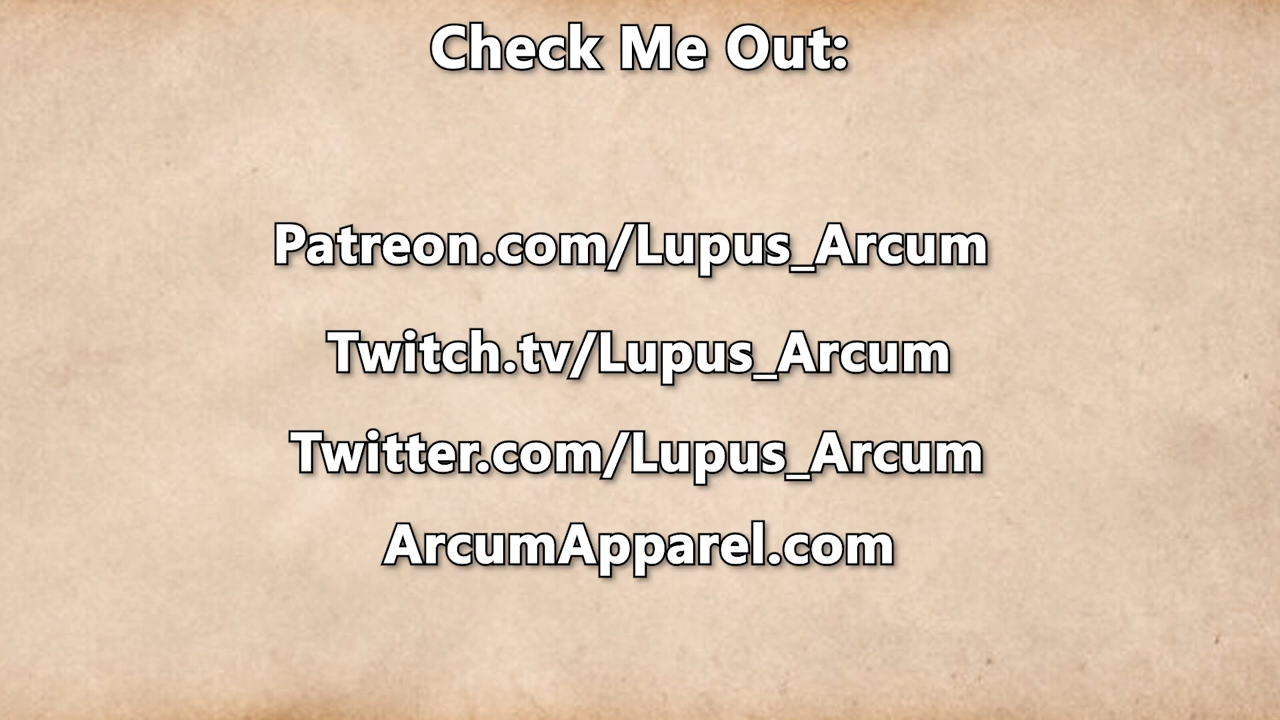 Check Me Out:
Patreon.com/Lupus_Arcum
Twitch.tv/Lupus_Arcum
Twitter.com/Lupus_Arcum
ArcumApparel.com